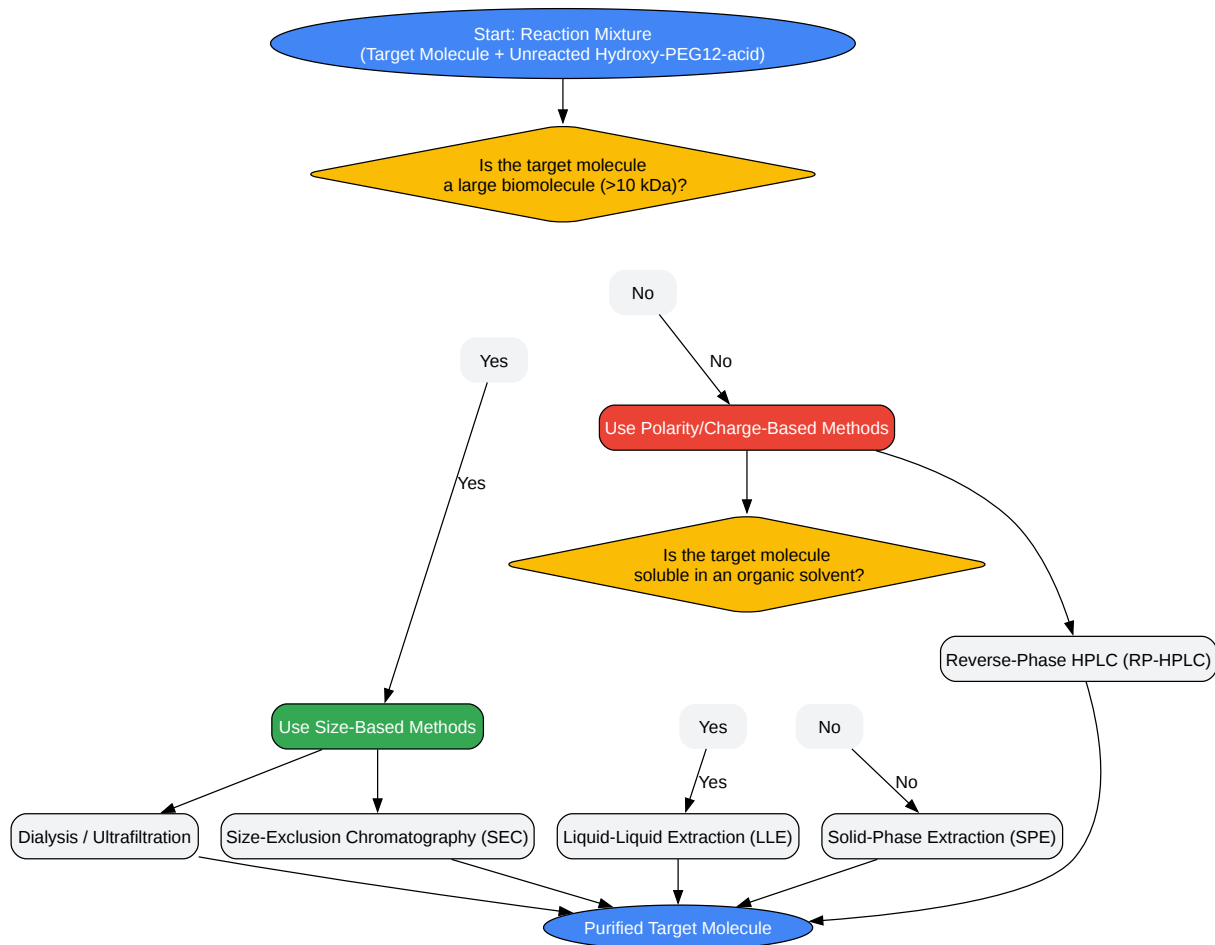 Start: Reaction Mixture
(Target Molecule + Unreacted Hydroxy-PEG12-acid)
Is the target molecule
a large biomolecule (>10 kDa)?
No
No
Yes
Use Polarity/Charge-Based Methods
Yes
Is the target molecule
soluble in an organic solvent?
Reverse-Phase HPLC (RP-HPLC)
Use Size-Based Methods
Yes
No
Yes
No
Dialysis / Ultrafiltration
Size-Exclusion Chromatography (SEC)
Liquid-Liquid Extraction (LLE)
Solid-Phase Extraction (SPE)
Purified Target Molecule